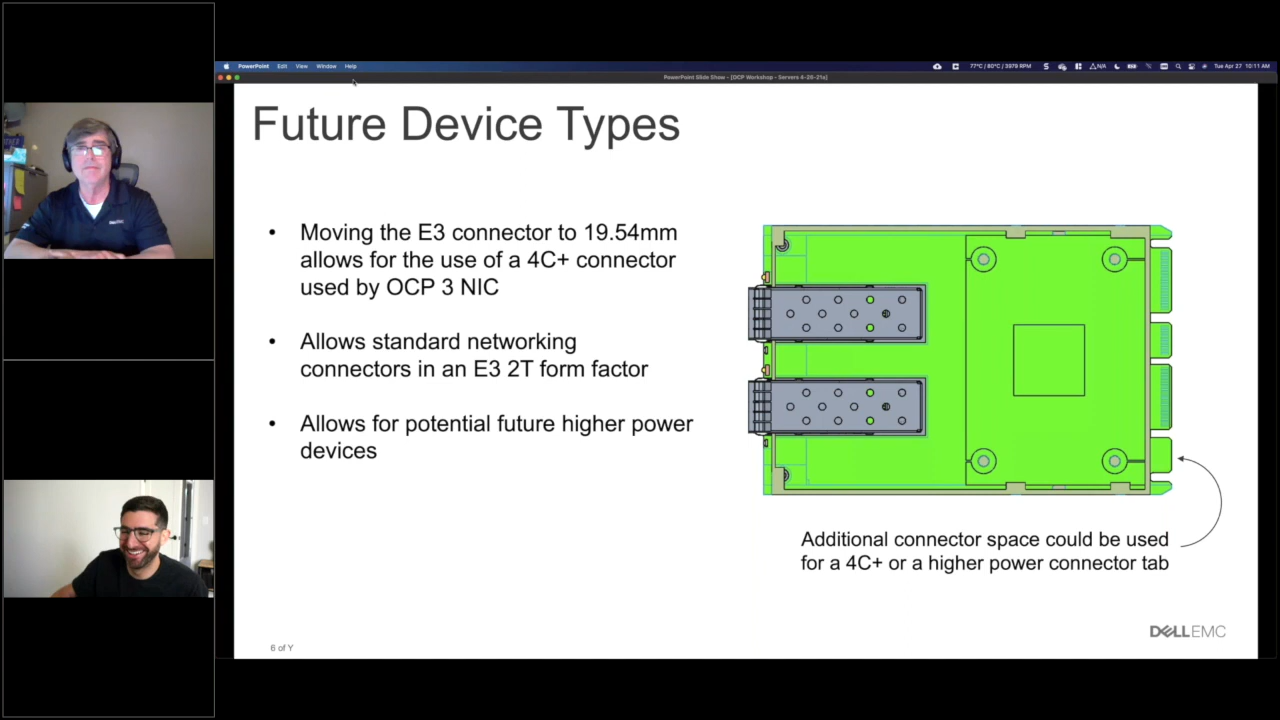 PowerPoint Edit View Window Help
77°C / 80°C / 3979 RPM
N/A
Tue Apr 27 10:11 AM
PowerPoint Slide Show - [OCP Workshop - Servers 4-26-21a]
Future Device Types
• Moving the E3 connector to 19.54mm
allows for the use of a 4C+ connector
used by OCP 3 NIC
• Allows standard networking
connectors in an E3 2T form factor
• Allows for potential future higher power
devices
Additional connector space could be used
for a 4C+ or a higher power connector tab
DELLEMC
6 of Y